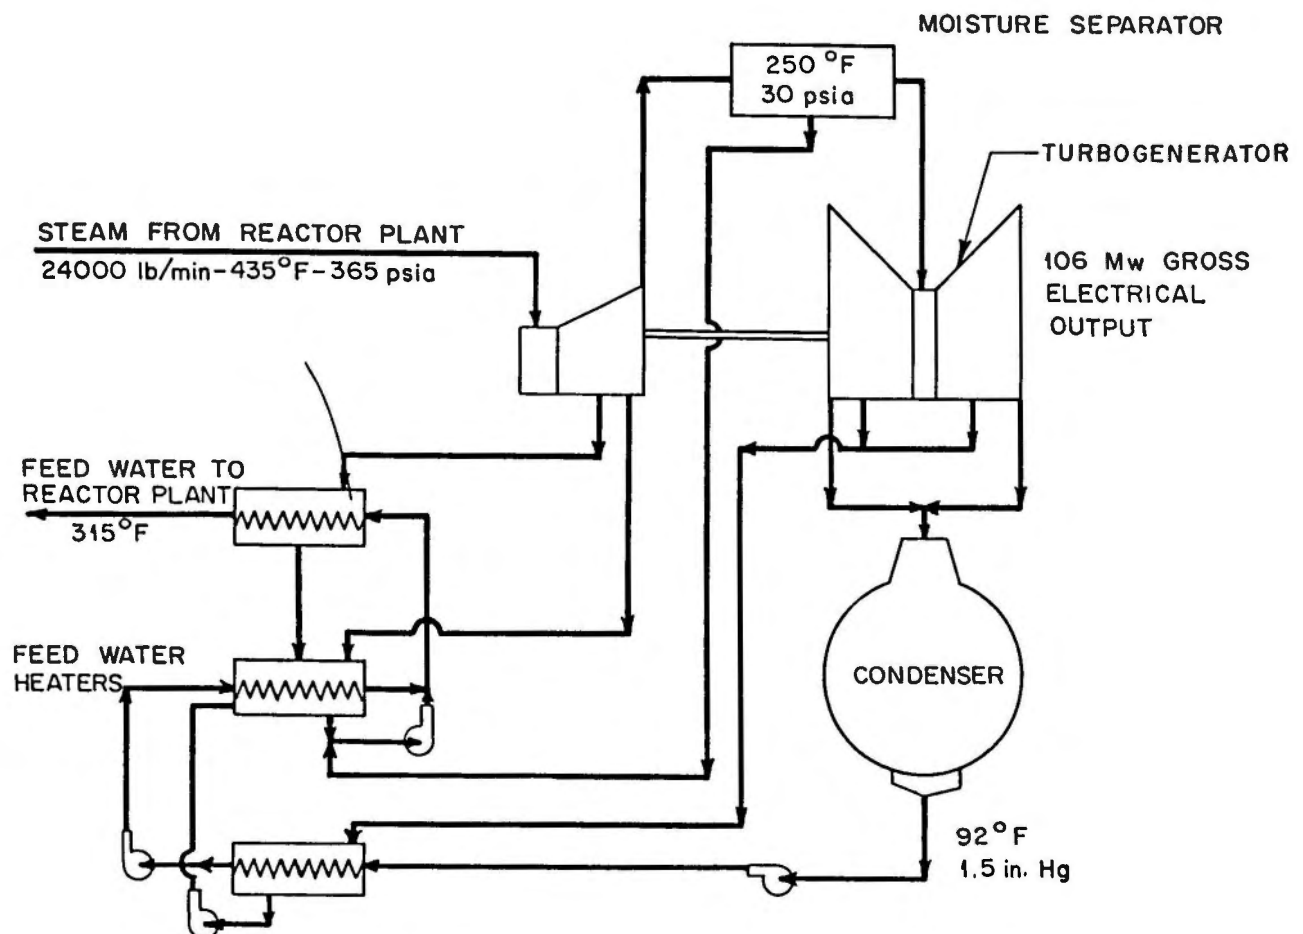 MOISTURE SEPARATOR
250 °F
30 psia
TURBOGENERATOR
STEAM FROM REACTOR PLANT
24000 lb/min-435°F-365 psia
106 Mw GROSS
ELECTRICAL
OUTPUT
FEED WATER TO
REACTOR PLANT
315°F
FEED WATER
HEATERS
CONDENSER
92°F
1.5 in. Hg